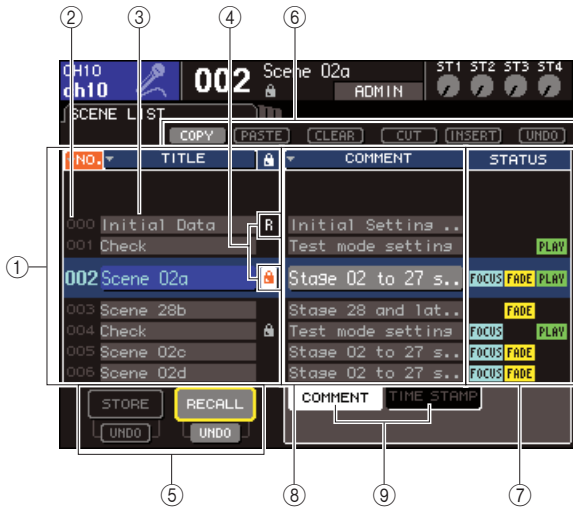 ② ③ ④ ⑥
CH10
ch10
002 Scene 02a
ADMIN
ST1 ST2 ST3 ST4
SCENE LIST
COPY PASTE CLEAR CUT INSERT UNDO
NO. TITLE COMMENT STATUS
000 Initial Data R Initial Setting ..
001 Check Test mode setting PLAY
①
002 Scene 02a Stage 02 to 27 s.. FOCUS FADE PLAY
003 Scene 28b Stage 28 and lat.. FADE
004 Check Test mode setting FOCUS PLAY
005 Scene 02c Stage 02 to 27 s.. FOCUS FADE
006 Scene 02d Stage 02 to 27 s.. FOCUS FADE
STORE RECALL COMMENT TIME STAMP
UNDO UNDO
⑤ ⑧ ⑨ ⑦